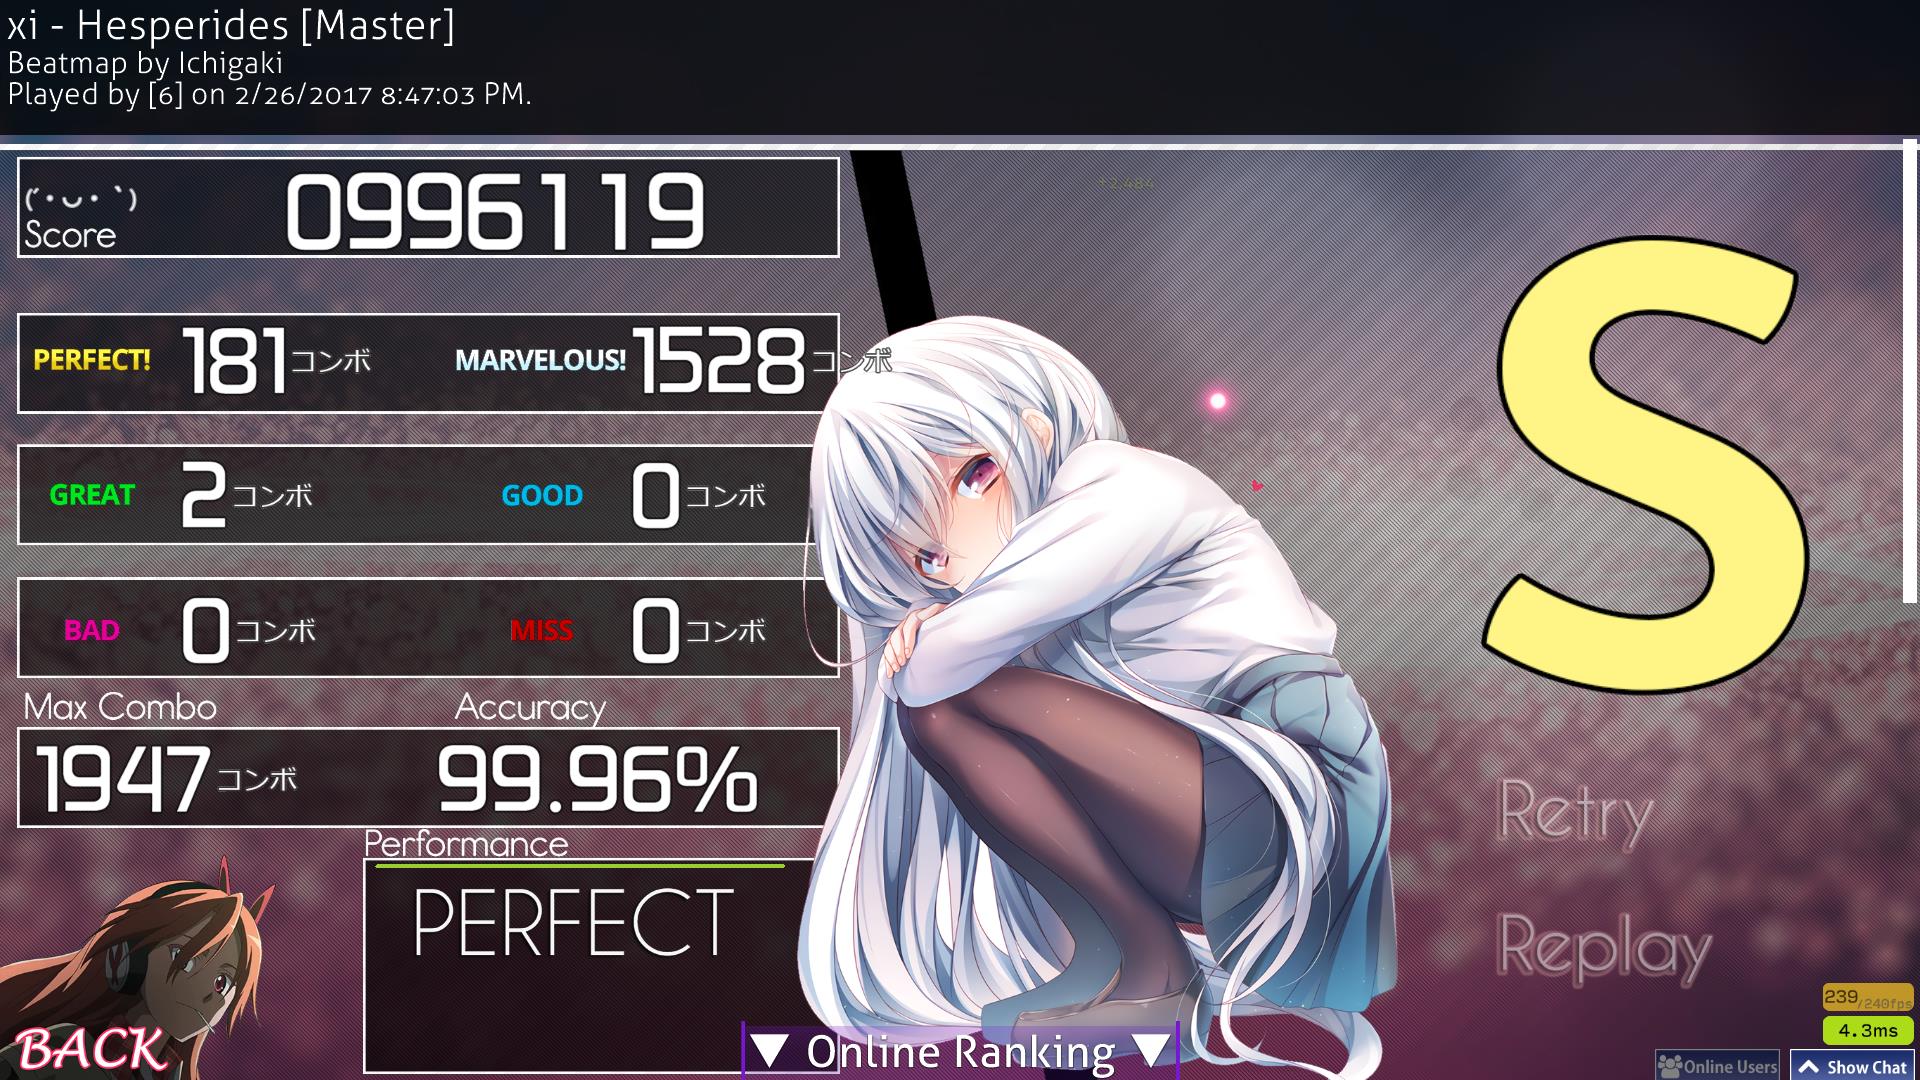 xi - Hesperides [Master]
Beatmap by Ichigaki
Played by [6] on 2/26/2017 8:47:03 PM.
(´・ᴗ・`)
Score
0996119
+2,484
PERFECT! 181コンボ MARVELOUS! 1528コンボ
GREAT 2コンボ GOOD 0コンボ
BAD 0コンボ MISS 0コンボ
Max Combo Accuracy
1947コンボ 99.96%
Performance
PERFECT
Retry
Replay
BACK
▼ Online Ranking ▼
239/240fps
4.3ms
Online Users
Show Chat
S